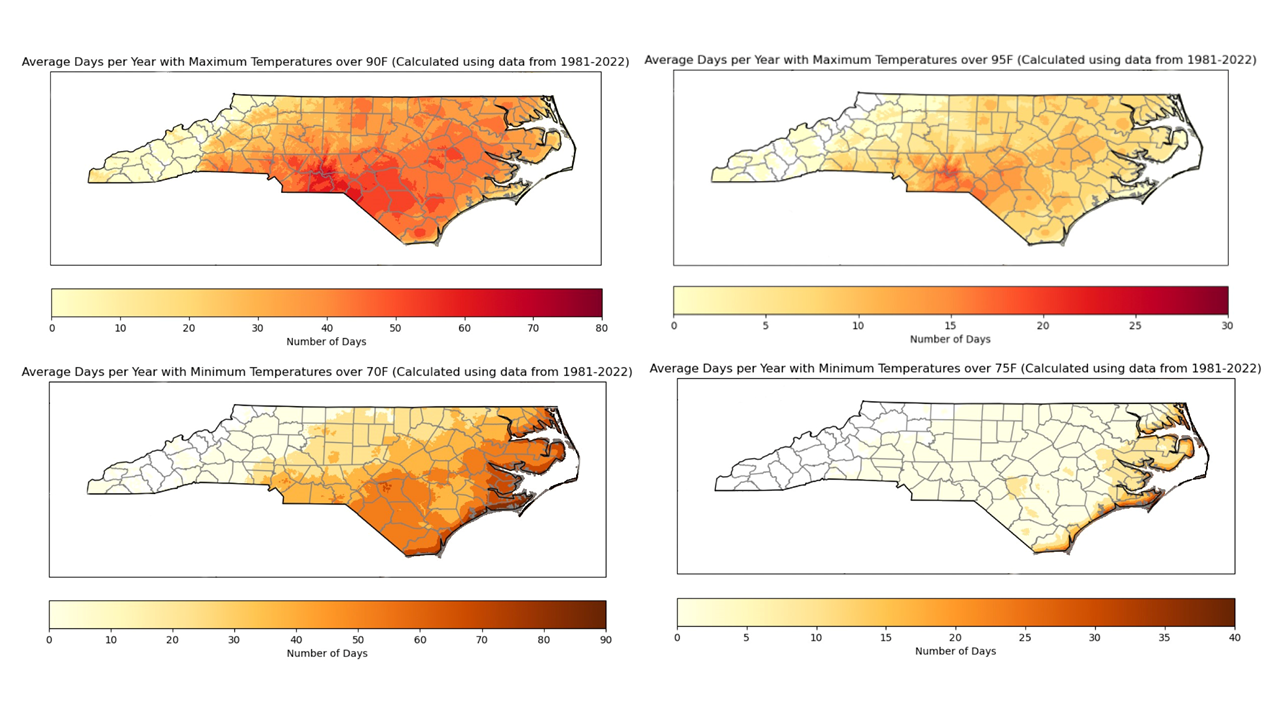 Average Days per Year with Maximum Temperatures over 90F (Calculated using data from 1981-2022)
0 10 20 30 40 50 60 70 80
Number of Days
Average Days per Year with Maximum Temperatures over 95F (Calculated using data from 1981-2022)
0 5 10 15 20 25 30
Number of Days
Average Days per Year with Minimum Temperatures over 70F (Calculated using data from 1981-2022)
0 10 20 30 40 50 60 70 80 90
Number of Days
Average Days per Year with Minimum Temperatures over 75F (Calculated using data from 1981-2022)
0 5 10 15 20 25 30 35 40
Number of Days